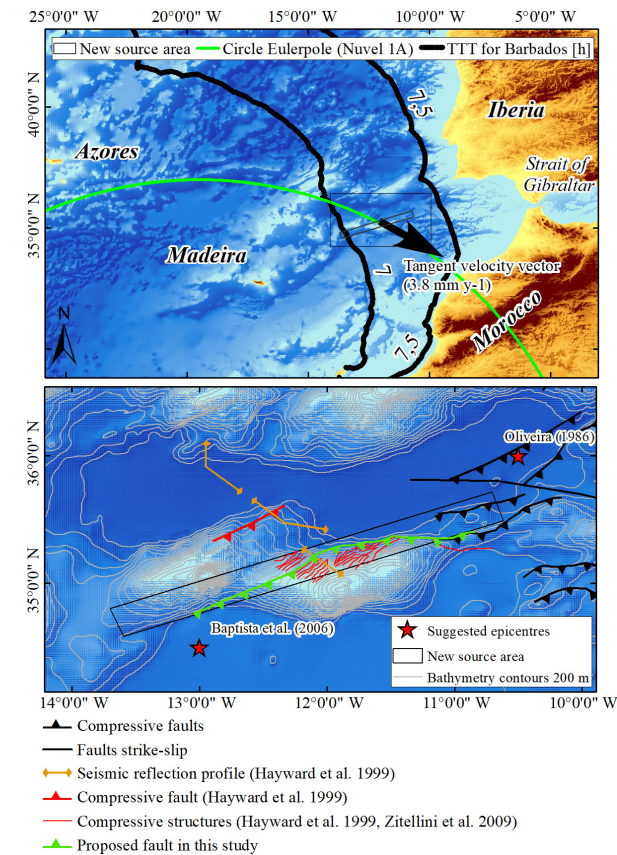 25°0'0" W 20°0'0" W 15°0'0" W 10°0'0" W 5°0'0" W
New source area Circle Eulerpole (Nuvel 1A) TTT for Barbados [h]
40°0'0" N
35°0'0" N
7,5
Iberia
Azores
Strait of
Gibraltar
Madeira
7
Tangent velocity vector
(3.8 mm y-1)
Morocco
N
7,5
36°0'0" N
35°0'0" N
Oliveira (1986)
Baptista et al. (2006)
Suggested epicentres
New source area
Bathymetry contours 200 m
14°0'0" W 13°0'0" W 12°0'0" W 11°0'0" W 10°0'0" W
Compressive faults
Faults strike-slip
Seismic reflection profile (Hayward et al. 1999)
Compressive fault (Hayward et al. 1999)
Compressive structures (Hayward et al. 1999, Zitellini et al. 2009)
Proposed fault in this study